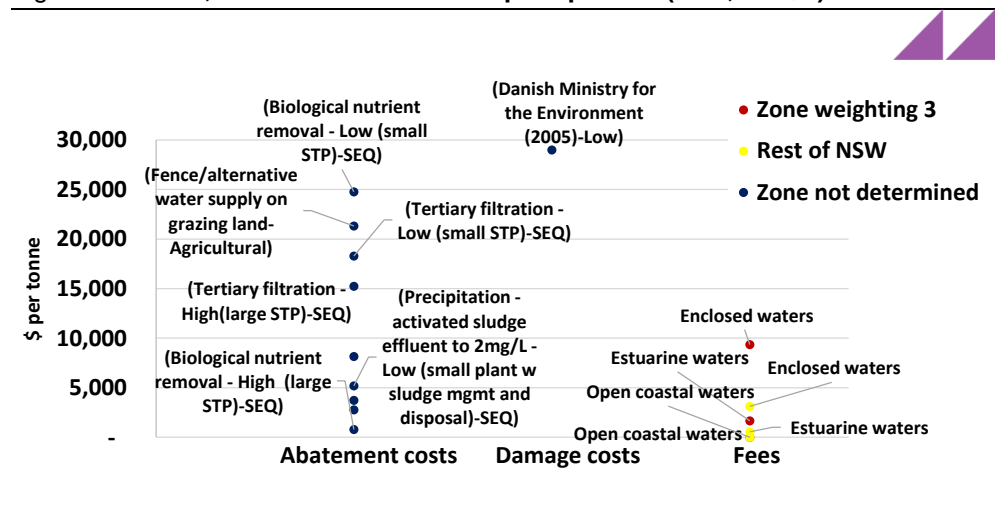 (Danish Ministry for
the Environment
(2005)-Low)
(Biological nutrient
removal - Low (small
STP)-SEQ)
Zone weighting 3
Rest of NSW
Zone not determined
30,000
25,000
20,000
15,000
10,000
5,000
-
$ per tonne
(Fence/alternative
water supply on
grazing land-
Agricultural)
(Tertiary filtration -
Low (small STP)-SEQ)
(Tertiary filtration -
High(large STP)-SEQ)
(Precipitation -
activated sludge
effluent to 2mg/L -
Low (small plant w
sludge mgmt and
disposal)-SEQ)
(Biological nutrient
removal - High (large
STP)-SEQ)
Enclosed waters
Estuarine waters
Enclosed waters
Open coastal waters
Estuarine waters
Open coastal waters
Abatement costs
Damage costs
Fees